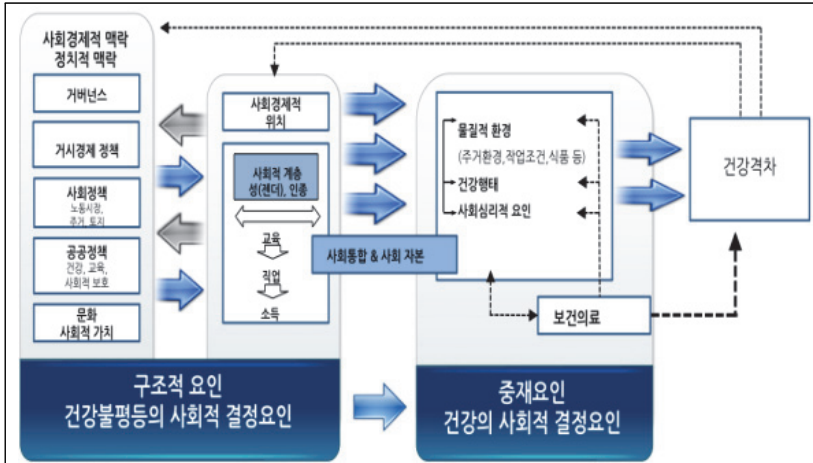 사회경제적 맥락
정치적 맥락
거버넌스
거시경제 정책
사회정책
노동시장,
주거, 토지
공공정책
건강, 교육,
사회적 보호
문화
사회적 가치
사회경제적
위치
사회적 계층
성(젠더), 인종
교육
직업
소득
사회통합 & 사회 자본
물질적 환경
(주거환경,작업조건,식품 등)
건강행태
사회심리적 요인
보건의료
건강격차
구조적 요인
건강불평등의 사회적 결정요인
중재요인
건강의 사회적 결정요인